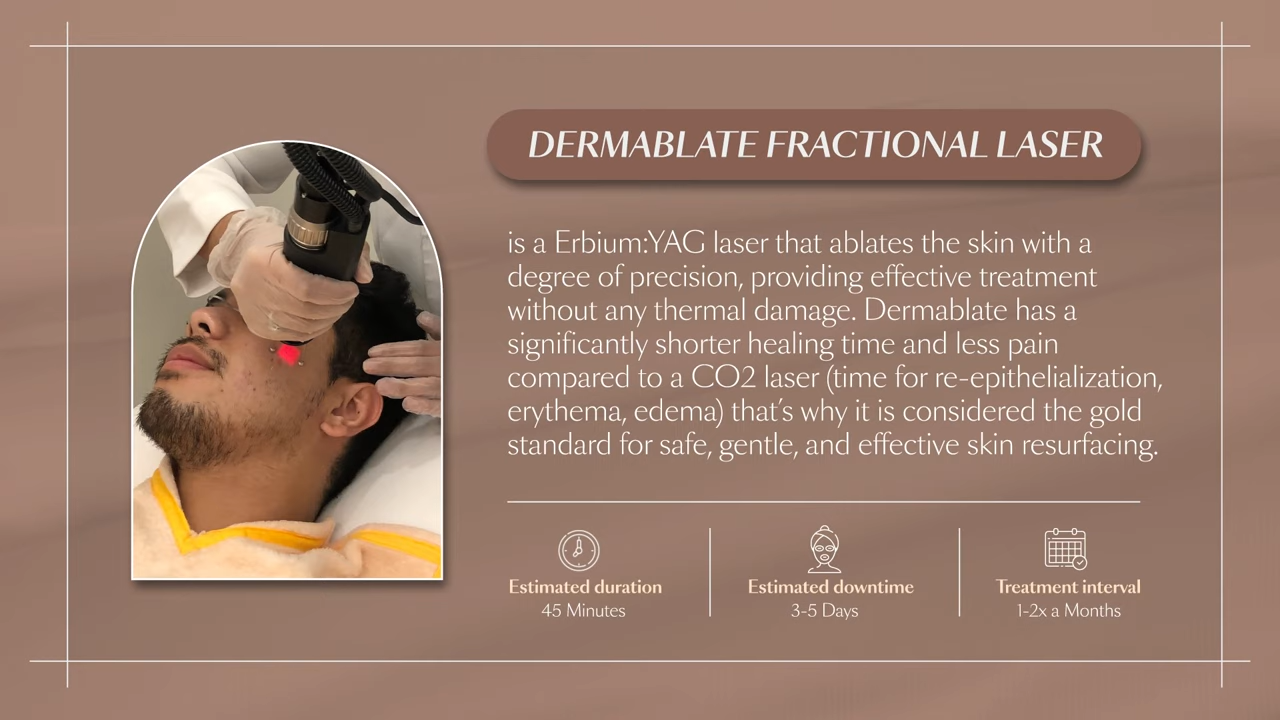 DERMABLATE FRACTIONAL LASER
is a Erbium:YAG laser that ablates the skin with a
degree of precision, providing effective treatment
without any thermal damage. Dermablate has a
significantly shorter healing time and less pain
compared to a CO2 laser (time for re-epithelialization,
erythema, edema) that's why it is considered the gold
standard for safe, gentle, and effective skin resurfacing.
Estimated duration
45 Minutes
Estimated downtime
3-5 Days
Treatment interval
1-2x a Months